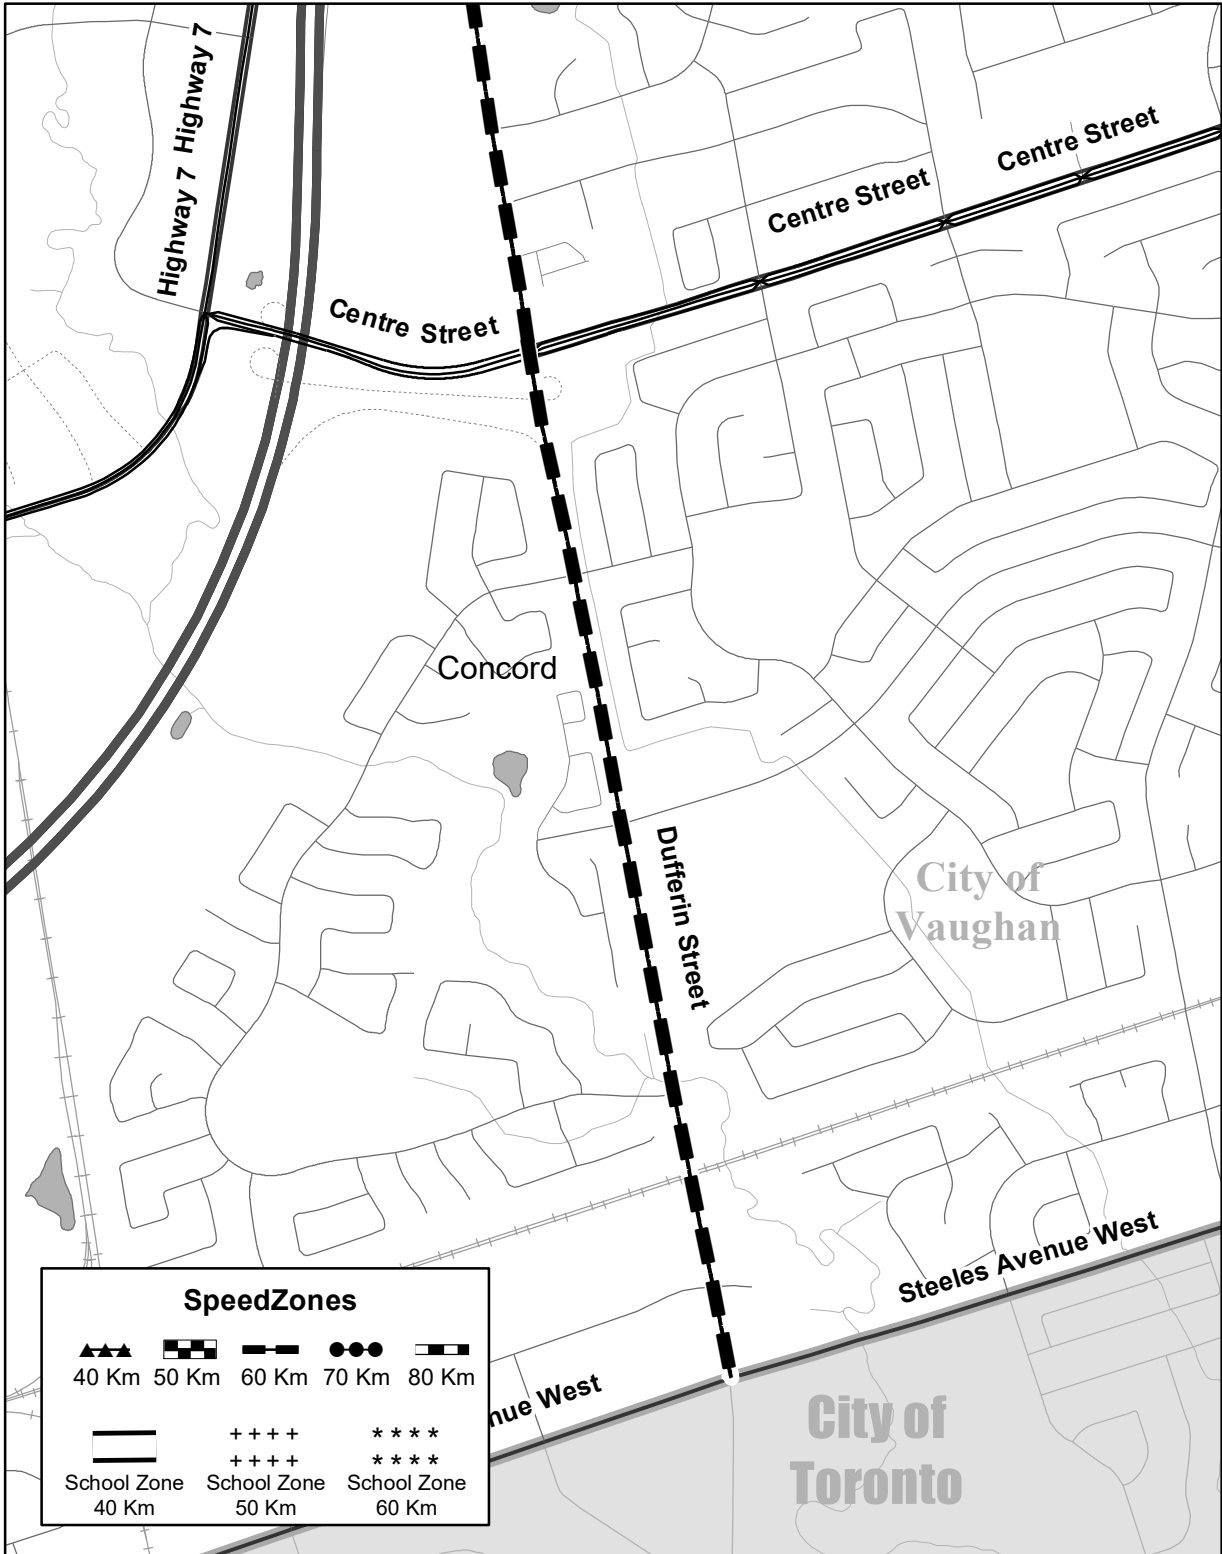 Highway 7
Highway 7
Centre Street
Centre Street
Centre Street
Concord
Dufferin Street
City of
Vaughan
Steeles Avenue West
nue West
City of
Toronto
SpeedZones
40 Km 50 Km 60 Km 70 Km 80 Km
School Zone School Zone School Zone
40 Km 50 Km 60 Km